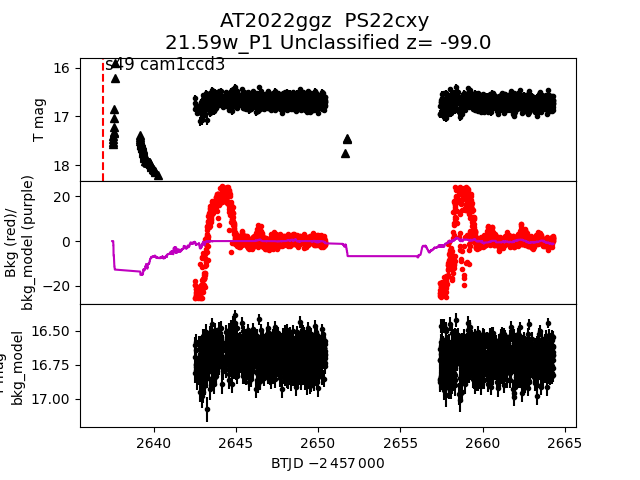 AT2022ggz PS22cxy
21.59w_P1 Unclassified z= -99.0
s49 cam1ccd3
16
17
18
T mag
20
0
−20
Bkg (red)/
bkg_model (purple)
16.50
16.75
17.00
mag
bkg_model
2640
2645
2650
2655
2660
2665
BTJD −2 457 000